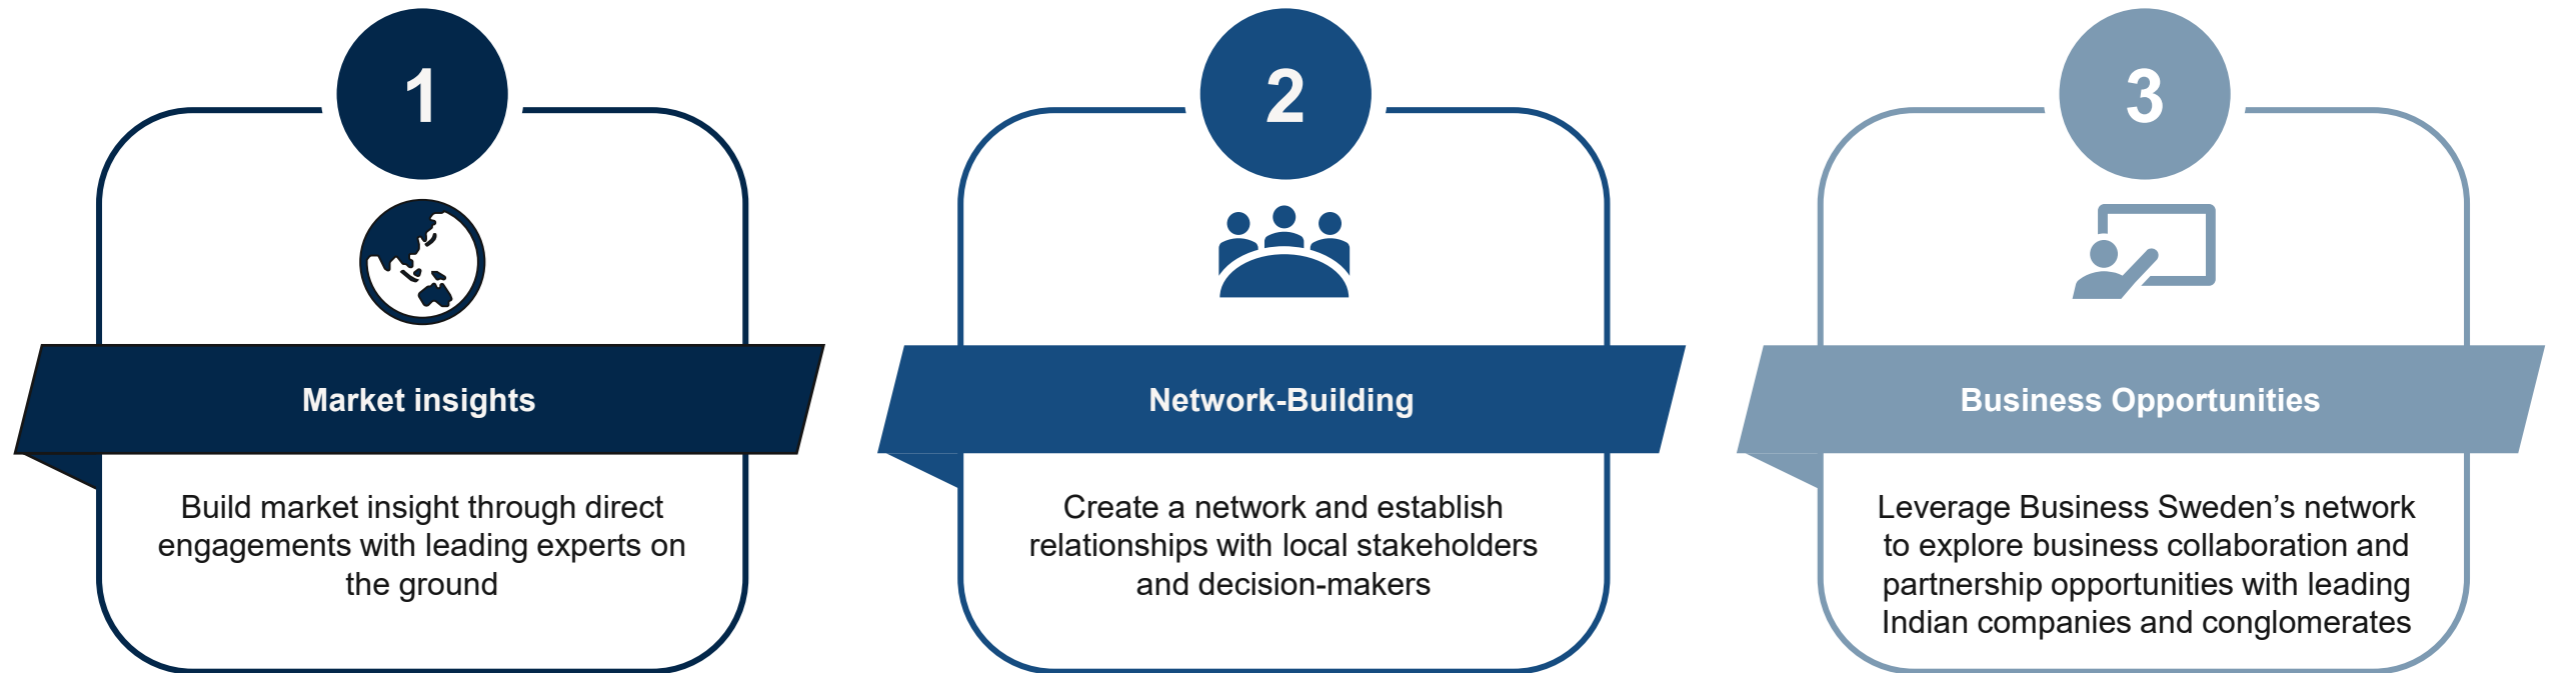 1
Market insights
Build market insight through direct
engagements with leading experts on
the ground
2
Network-Building
Create a network and establish
relationships with local stakeholders
and decision-makers
3
Business Opportunities
Leverage Business Sweden’s network
to explore business collaboration and
partnership opportunities with leading
Indian companies and conglomerates